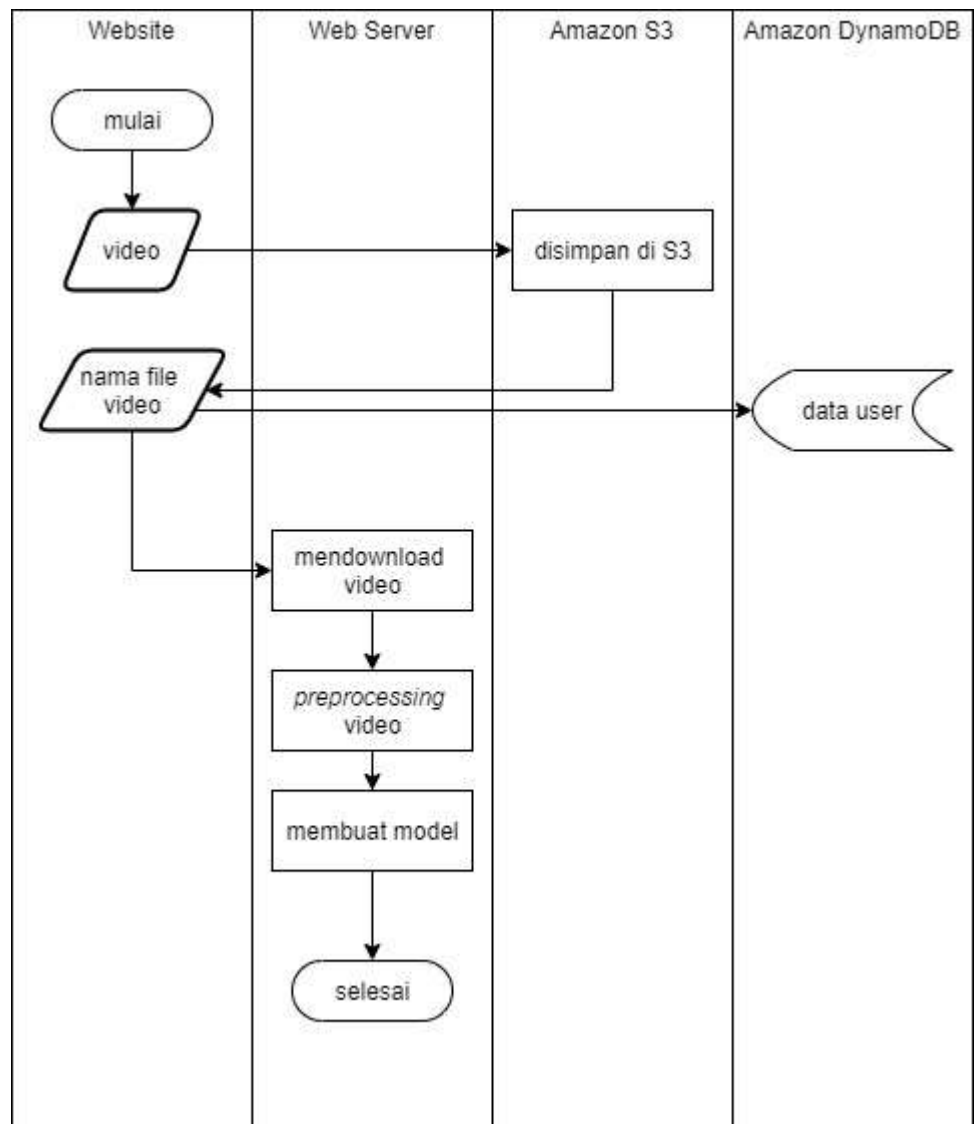 Website
Web Server
Amazon S3
Amazon DynamoDB
mulai
video
disimpan di S3
nama file
video
data user
mendownload
video
preprocessing
video
membuat model
selesai